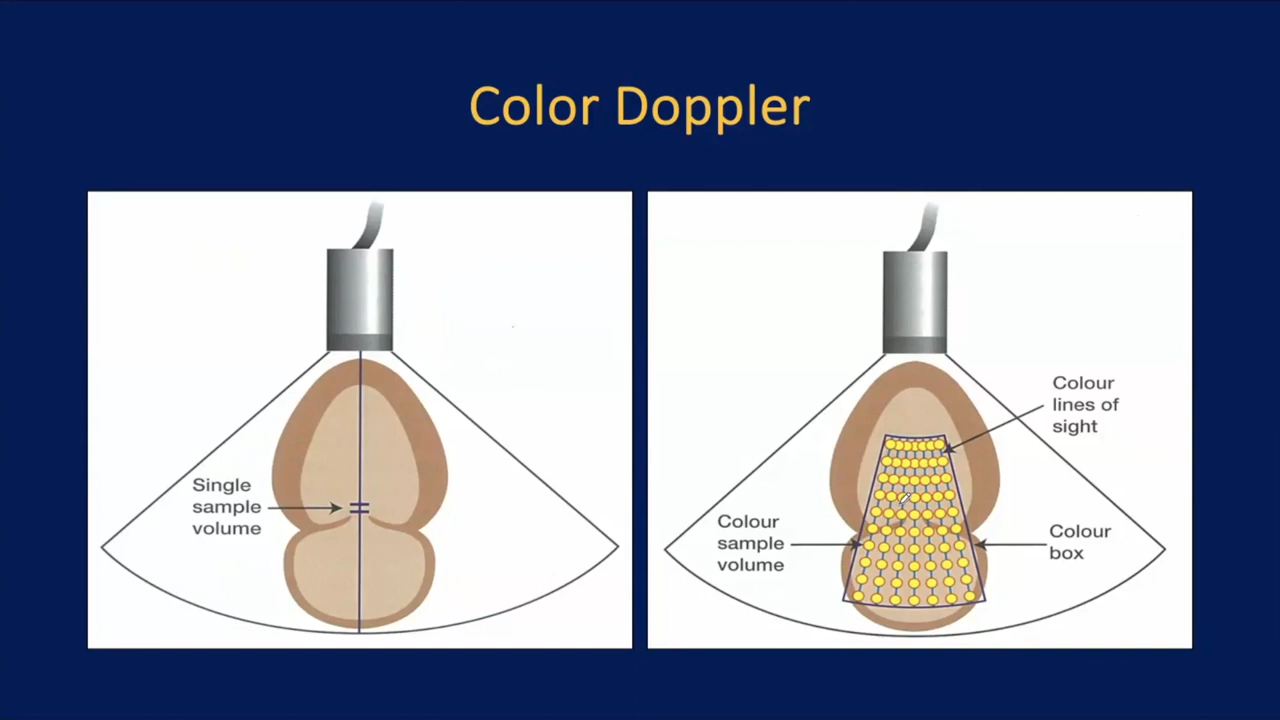 Color Doppler
Single
sample
volume
Colour
lines of
sight
Colour
sample
volume
Colour
box